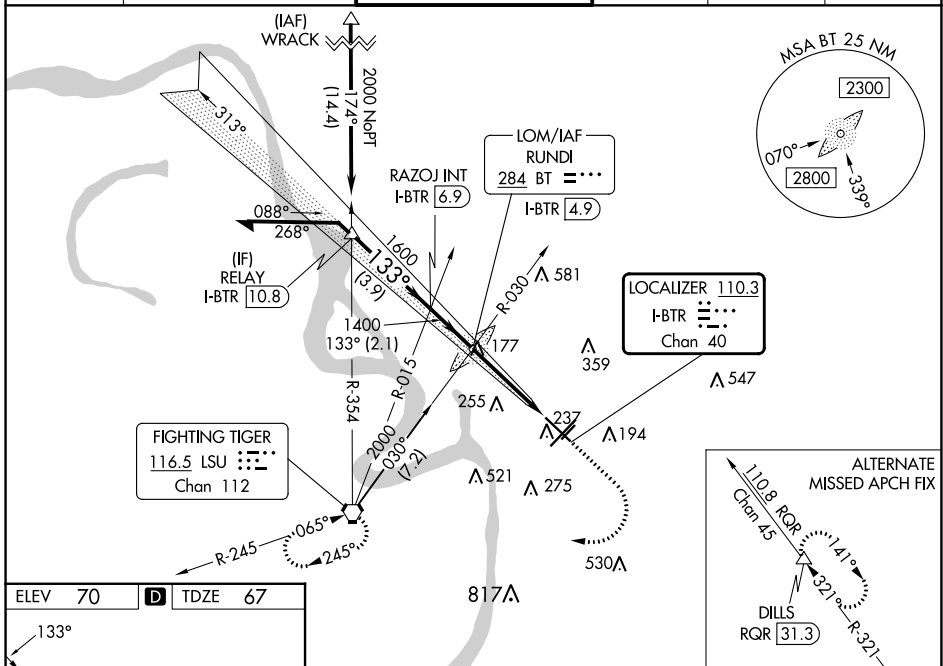 (IAF)
WRACK
2000 NoPT
174°
(14.4)
313°
MSA BT 25 NM
2300
070°
2800
339°
LOM/IAF
RUNDI
284 BT
I-BTR 4.9
RAZOJ INT
I-BTR 6.9
088°
268°
(IF)
RELAY
I-BTR 10.8
1600
133°
(3.9)
1400
133° (2.1)
R-030
581
177
LOCALIZER 110.3
I-BTR
Chan 40
359
547
255
237
194
R-354
R-015
2000
030°
(7.2)
FIGHTING TIGER
116.5 LSU
Chan 112
521
275
530
817
R-245
065°
245°
ALTERNATE
MISSED APCH FIX
110.8 RQR
Chan 45
141°
321°
R-321
DILLS
RQR 31.3
ELEV 70 D TDZE 67
133°